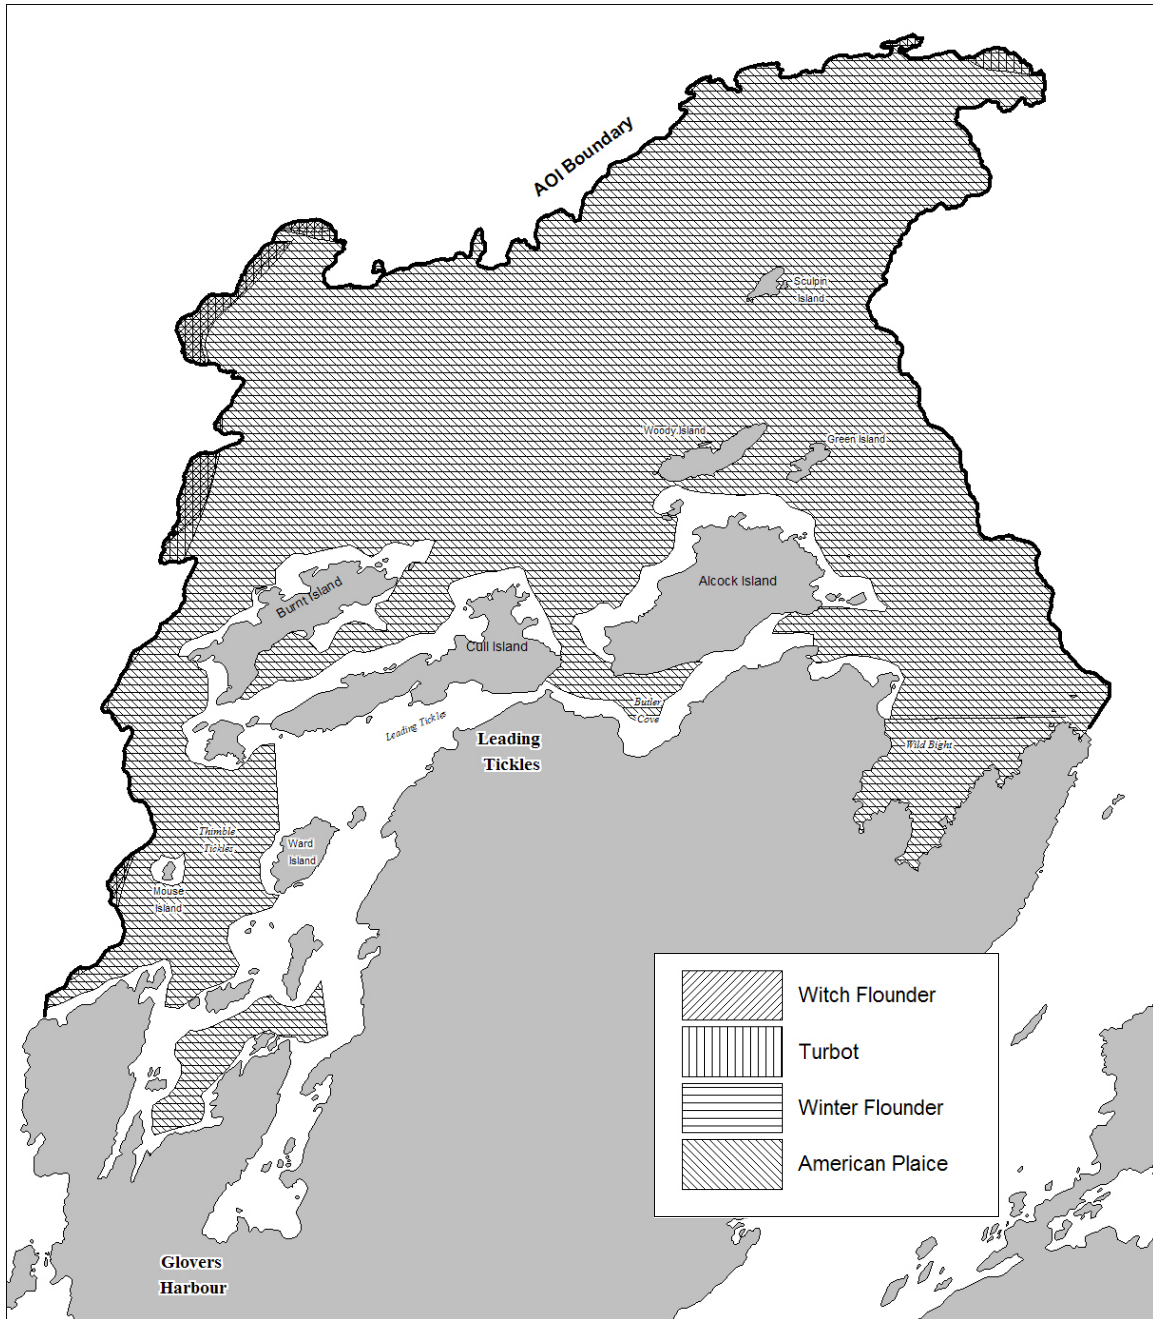 AOI Boundary
Sculpin
Island
Woody Island
Green Island
Burnt Island
Alcock Island
Cull Island
Leading Tickles
Butler
Cove
Leading
Tickles
Wild Bight
Thimble
Tickles
Ward
Island
Mouse
Island
Witch Flounder
Turbot
Winter Flounder
American Plaice
Glovers
Harbour